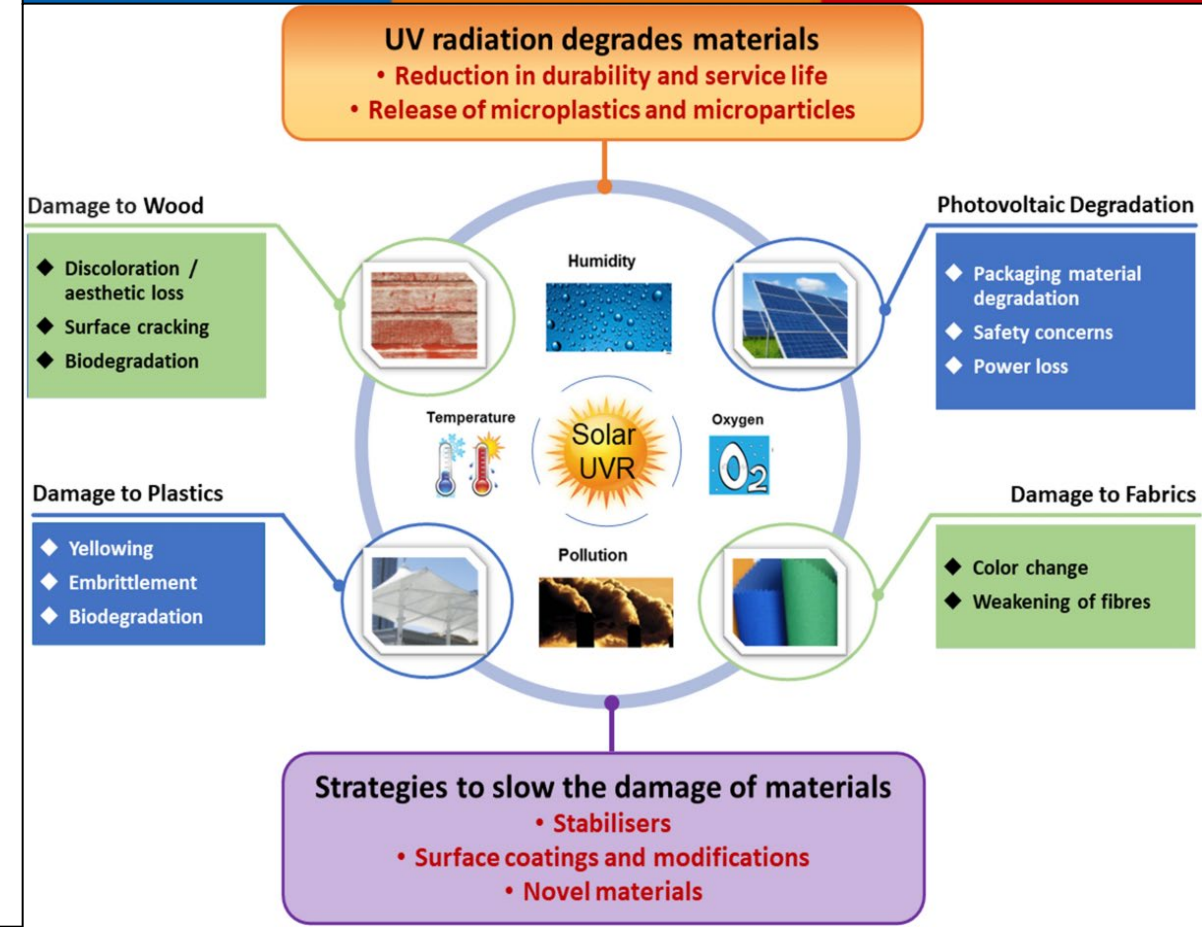 UV radiation degrades materials
• Reduction in durability and service life
• Release of microplastics and microparticles
Damage to Wood
◆ Discoloration /
aesthetic loss
◆ Surface cracking
◆ Biodegradation
Photovoltaic Degradation
◆ Packaging material
degradation
◆ Safety concerns
◆ Power loss
Humidity
Temperature
Solar
UVR
Oxygen
O2
Pollution
Damage to Plastics
◆ Yellowing
◆ Embrittlement
◆ Biodegradation
Damage to Fabrics
◆ Color change
◆ Weakening of fibres
Strategies to slow the damage of materials
• Stabilisers
• Surface coatings and modifications
• Novel materials